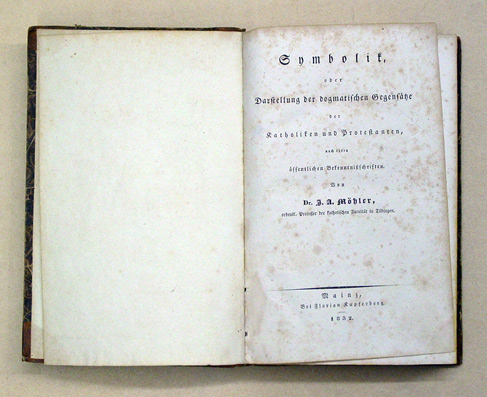 Symbolik,
oder
Darstellung der dogmatischen Gegensätze
der
Katholiken und Protestanten,
nach ihren
öffentlichen Bekenntnißschriften.
Von
Dr. J. A. Möhler,
ordentl. Professor der katholischen Facultät in Tübingen.
Mainz,
Bei Florian Kupferberg.
1832.